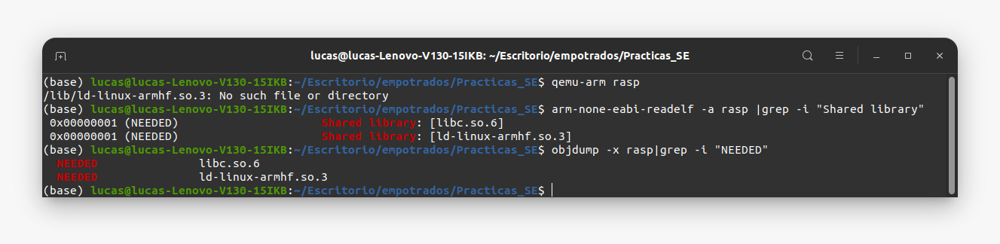 lucas@lucas-Lenovo-V130-15IKB: ~/Escritorio/empotrados/Practicas_SE
(base) lucas@lucas-Lenovo-V130-15IKB:~/Escritorio/empotrados/Practicas_SE$ qemu-arm rasp
/lib/ld-linux-armhf.so.3: No such file or directory
(base) lucas@lucas-Lenovo-V130-15IKB:~/Escritorio/empotrados/Practicas_SE$ arm-none-eabi-readelf -a rasp |grep -i "Shared library"
 0x00000001 (NEEDED)                     Shared library: [libc.so.6]
 0x00000001 (NEEDED)                     Shared library: [ld-linux-armhf.so.3]
(base) lucas@lucas-Lenovo-V130-15IKB:~/Escritorio/empotrados/Practicas_SE$ objdump -x rasp|grep -i "NEEDED"
  NEEDED               libc.so.6
  NEEDED               ld-linux-armhf.so.3
(base) lucas@lucas-Lenovo-V130-15IKB:~/Escritorio/empotrados/Practicas_SE$